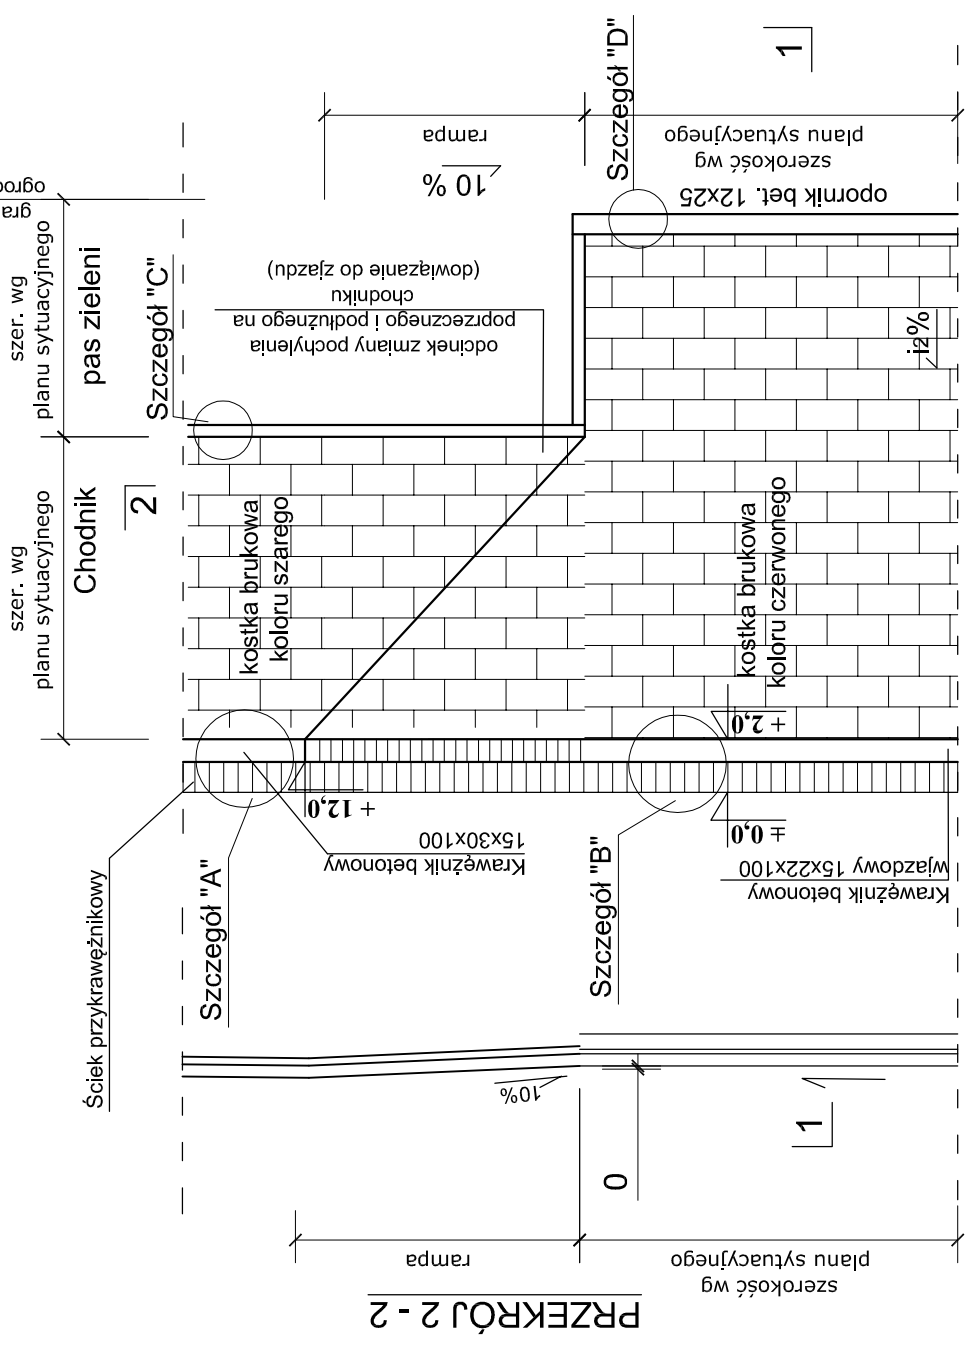 szer. wg
planu sytuacyjnego
pas zieleni
szer. wg
planu sytuacyjnego
Chodnik
2
Szczegół "C"
10 %
rampa
Szczegół "D"
1
szerokość wg
planu sytuacyjnego
opornik bet. 12x25
odcinek zmiany pochylenia
poprzecznego i podłużnego na
chodniku
(dowiązanie do zjazdu)
i2%
kostka brukowa
koloru szarego
kostka brukowa
koloru czerwonego
+ 2,0
+ 12,0
± 0,0
Krawężnik betonowy
15x30x100
Krawężnik betonowy
wjazdowy 15x22x100
Ściek przykrawężnikowy
Szczegół "A"
Szczegół "B"
10%
0
1
rampa
szerokość wg
planu sytuacyjnego
PRZEKRÓJ 2 - 2